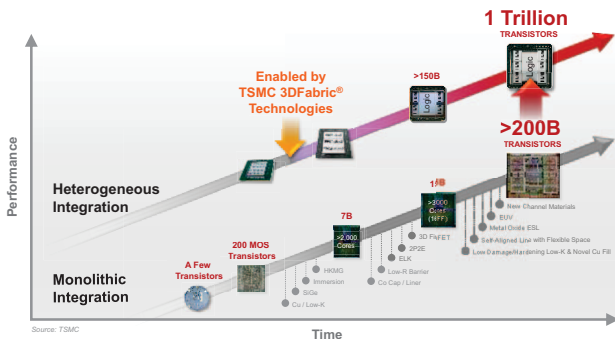 1 Trillion
TRANSISTORS
Logic
>150B
Logic
Enabled by
TSMC 3DFabric®
Technologies
>200B
TRANSISTORS
Performance
Heterogeneous
Integration
>3000
Cores
7B
>2,000
Cores
New Channel Materials
EUV
Metal Oxide ESL
Self-Aligned Line with Flexible Space
Low Damage/Hardening Low-K & Novel Cu Fill
3D FinFET
2P2E
ELK
Low-R Barrier
Co Cap / Liner
200 MOS
Transistors
A Few
Transistors
HKMG
Immersion
SiGe
Cu / Low-K
Monolithic
Integration
Source: TSMC
Time